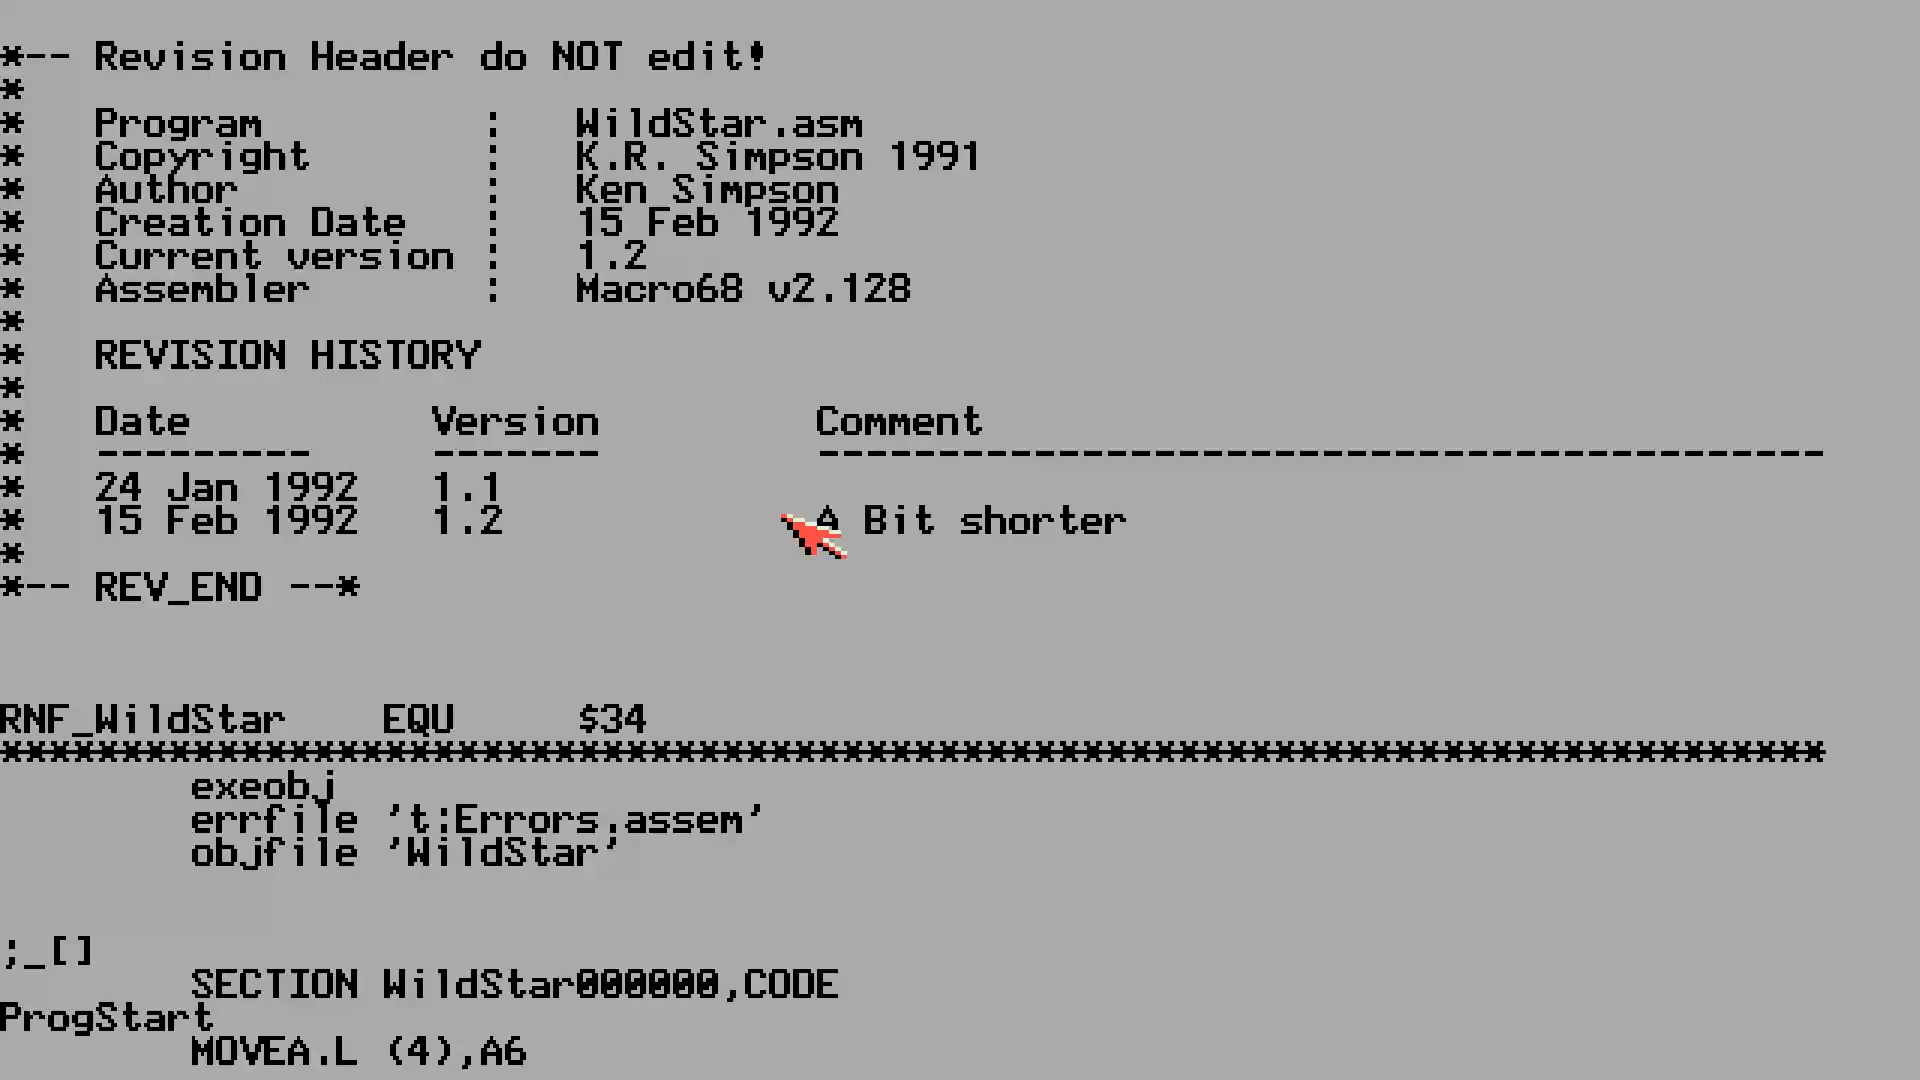 *-- Revision Header do NOT edit!
*
*   Program          :   WildStar.asm
*   Copyright        :   K.R. Simpson 1991
*   Author           :   Ken Simpson
*   Creation Date    :   15 Feb 1992
*   Current version  :   1.2
*   Assembler        :   Macro68 v2.128
*
*   REVISION HISTORY
*
*   Date          Version         Comment
*   ---------     -------         ------------------------------------------
*   24 Jan 1992   1.1
*   15 Feb 1992   1.2             A Bit shorter
*
*-- REV_END --*
RNF_WildStar    EQU     $34
****************************************************************************
        exeobj
        errfile 't:Errors.assem'
        objfile 'WildStar'
;_[]
        SECTION WildStar000000,CODE
ProgStart
        MOVEA.L (4),A6